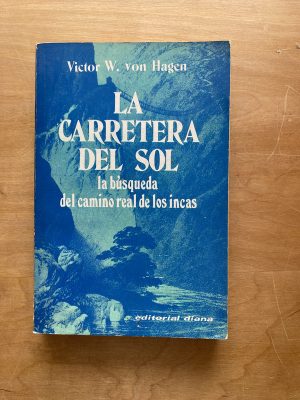 Victor W. von Hagen
LA
CARRETERA
DEL SOL
la búsqueda
del camino real de los incas
editorial diana